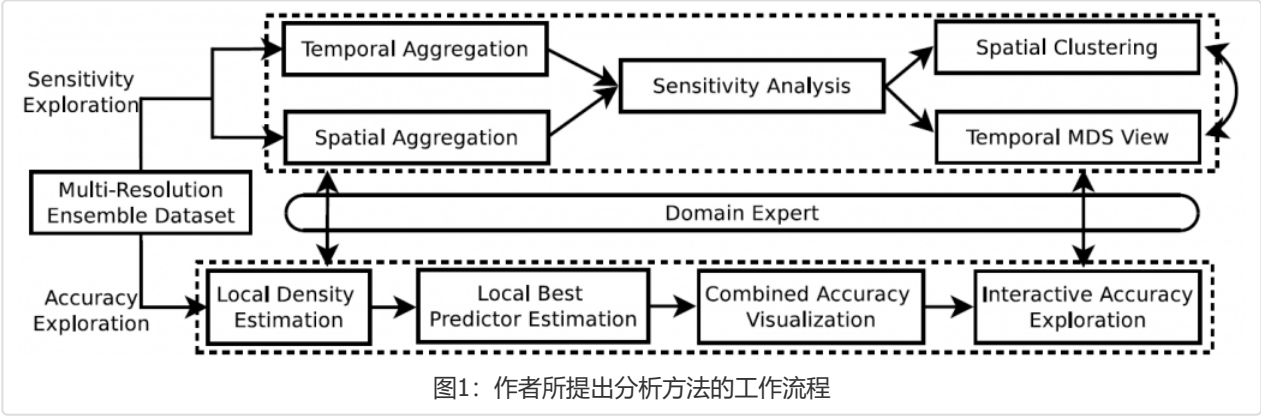 Sensitivity
Exploration
Temporal Aggregation
Spatial Aggregation
Sensitivity Analysis
Spatial Clustering
Temporal MDS View
Multi-Resolution
Ensemble Dataset
Domain Expert
Accuracy
Exploration
Local Density
Estimation
Local Best
Predictor Estimation
Combined Accuracy
Visualization
Interactive Accuracy
Exploration
图1：作者所提出分析方法的工作流程